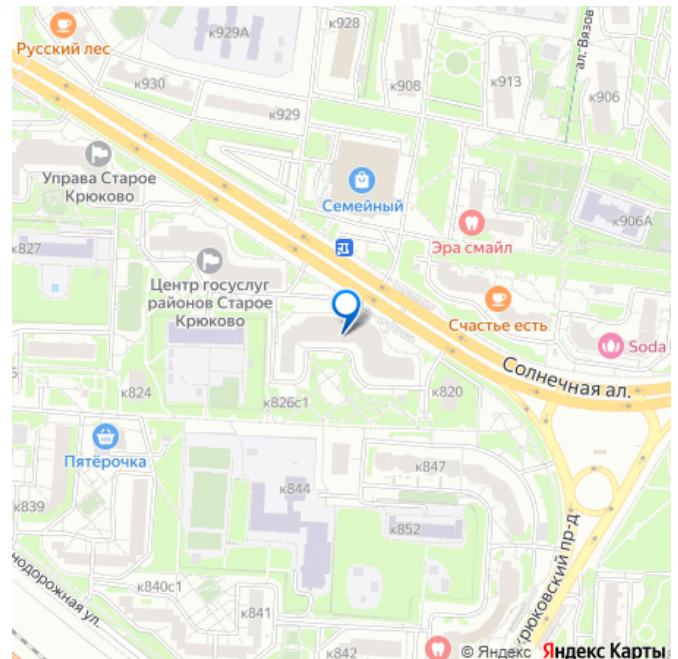 Русский лес
к929А
к928
ал. Вязов
к930
к908
к913
к906
к929
Управа Старое
Крюково
Семейный
к906А
Эра смайл
к827
Центр госуслуг
районов Старое
Крюково
Счастье есть
Soda
Солнечная ал.
к824
к826с1
к820
Пятёрочка
к847
к844
к839
к852
нодорожная ул.
к840с1
к841
к842
крюковский пр-д
© Яндекс Яндекс Карты